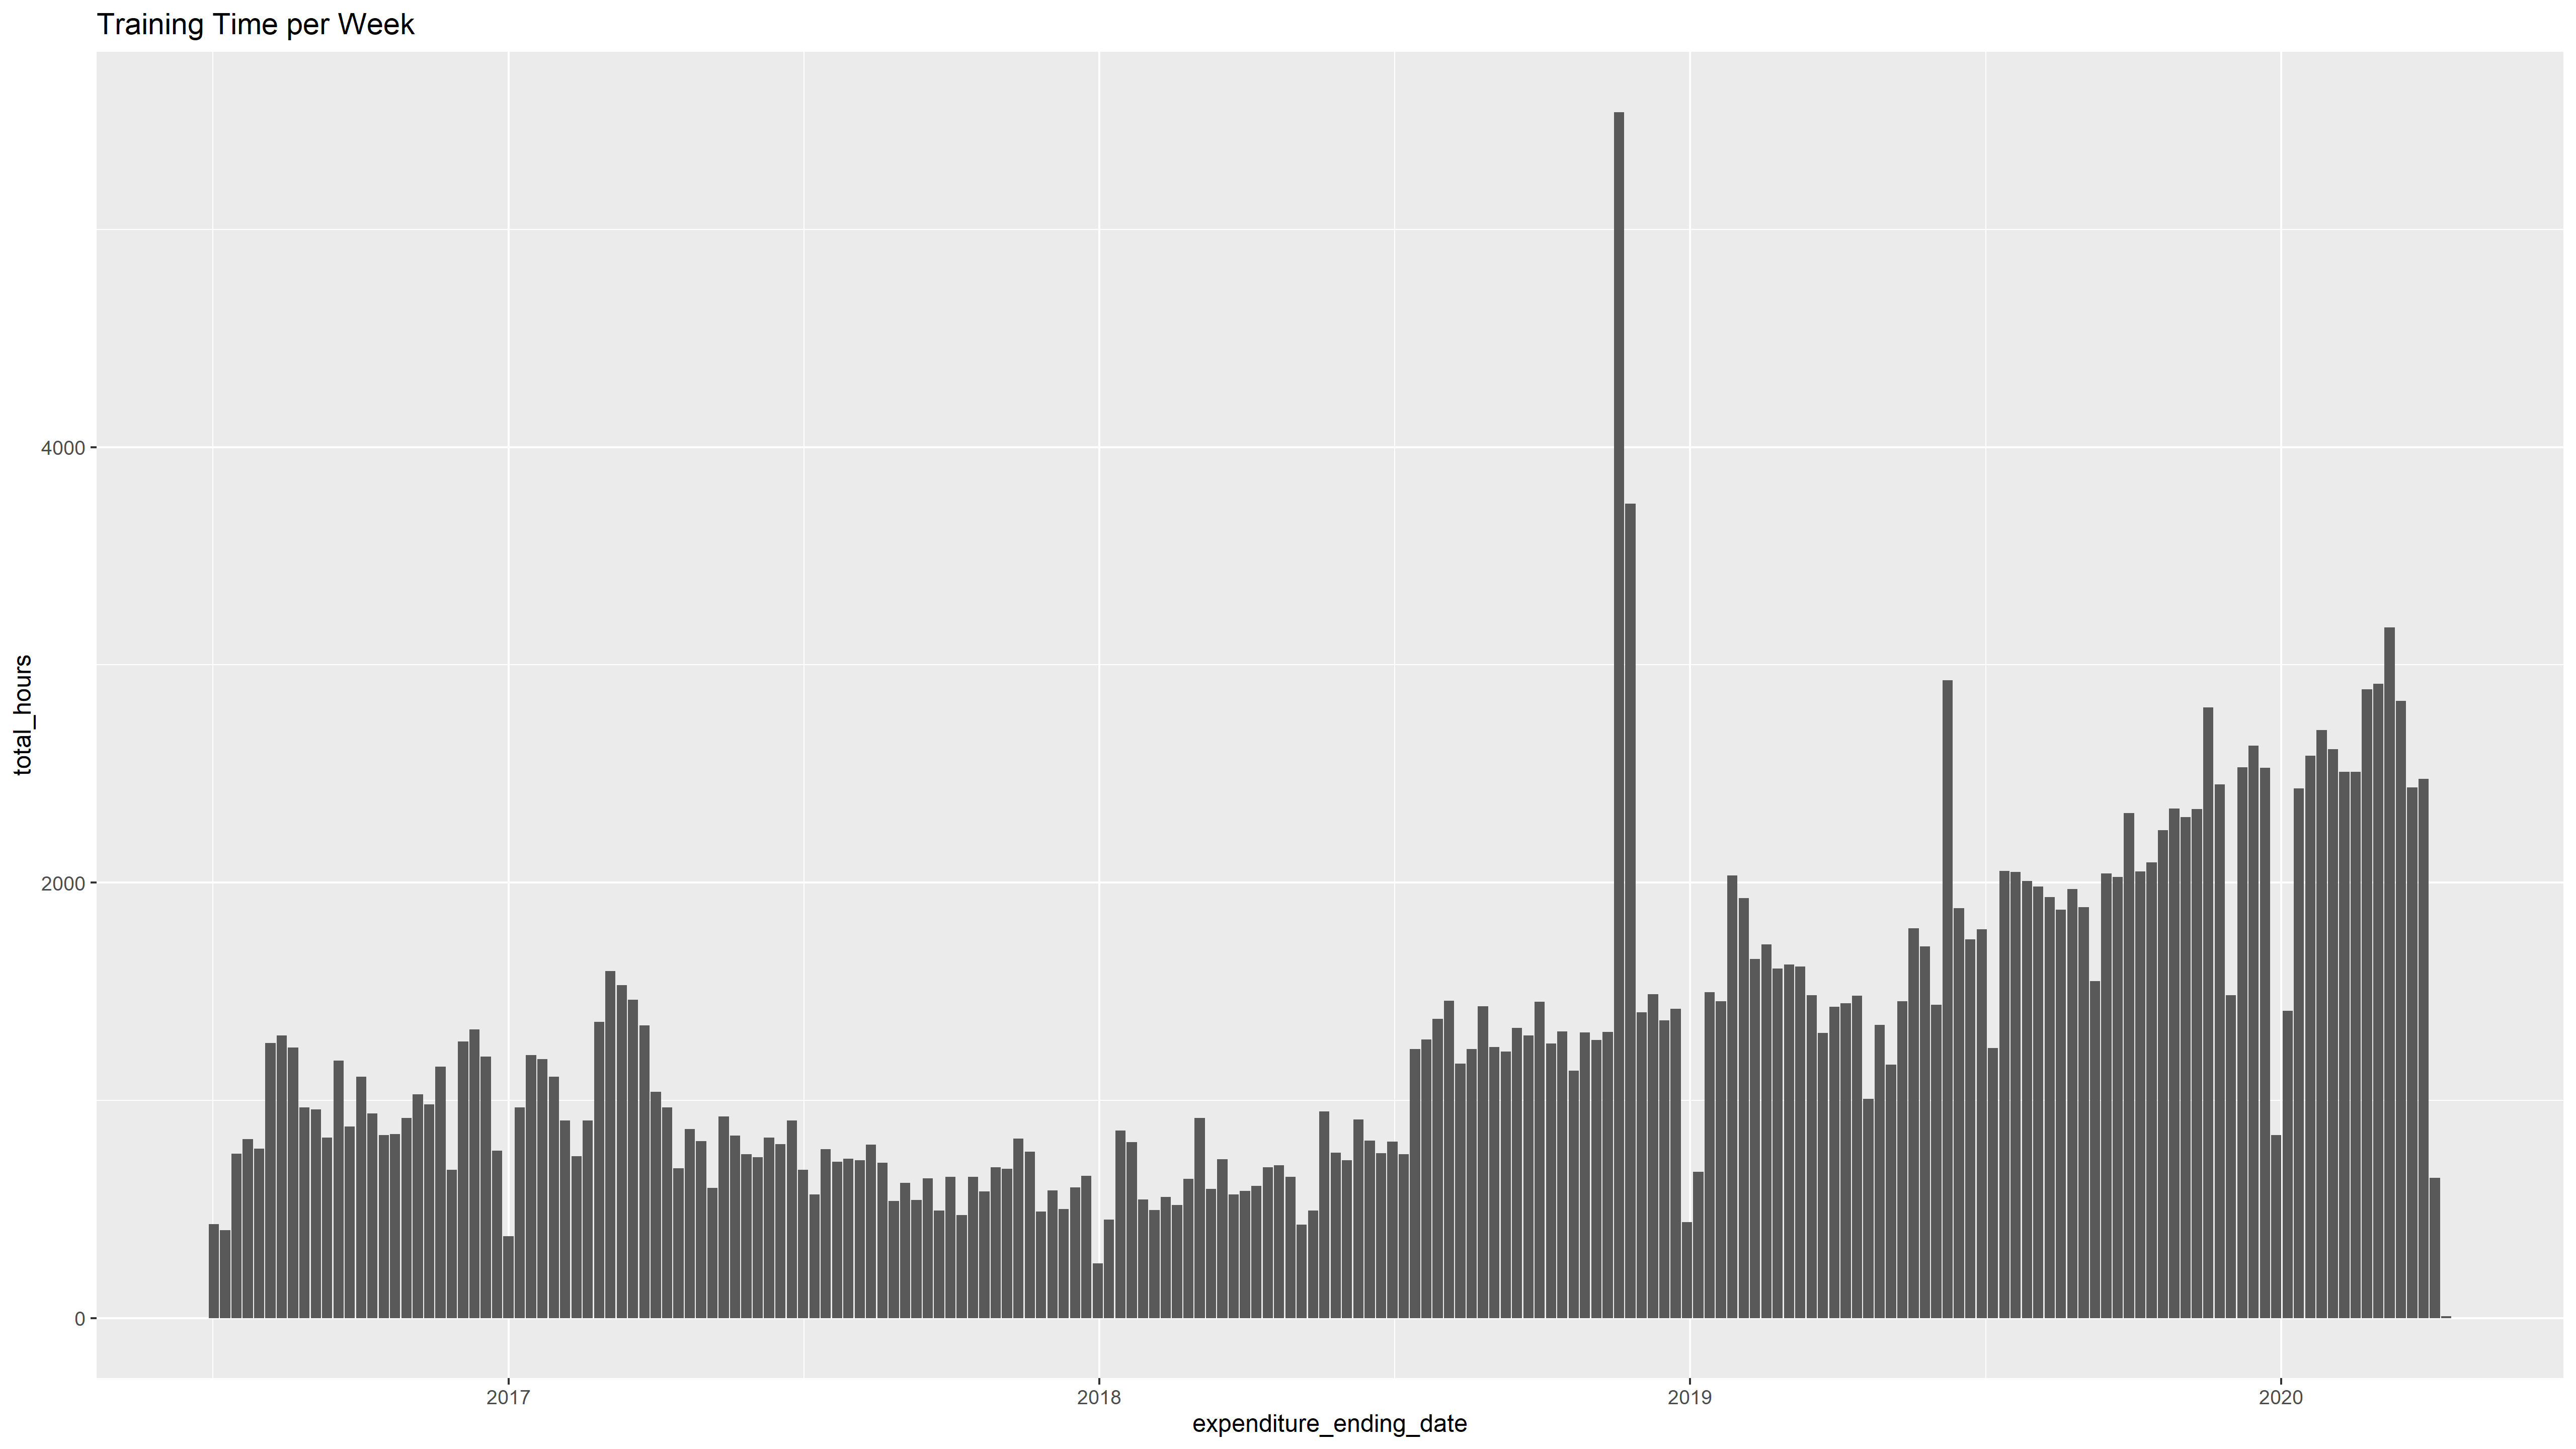 Training Time per Week
total_hours
4000
2000
0
2017
2018
2019
2020
expenditure_ending_date